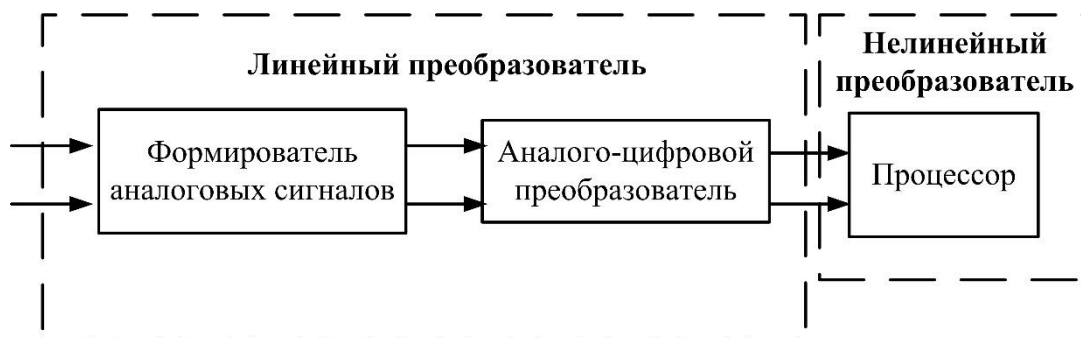 Линейный преобразователь
Нелинейный
преобразователь
Формирователь
аналоговых сигналов
Аналого-цифровой
преобразователь
Процессор